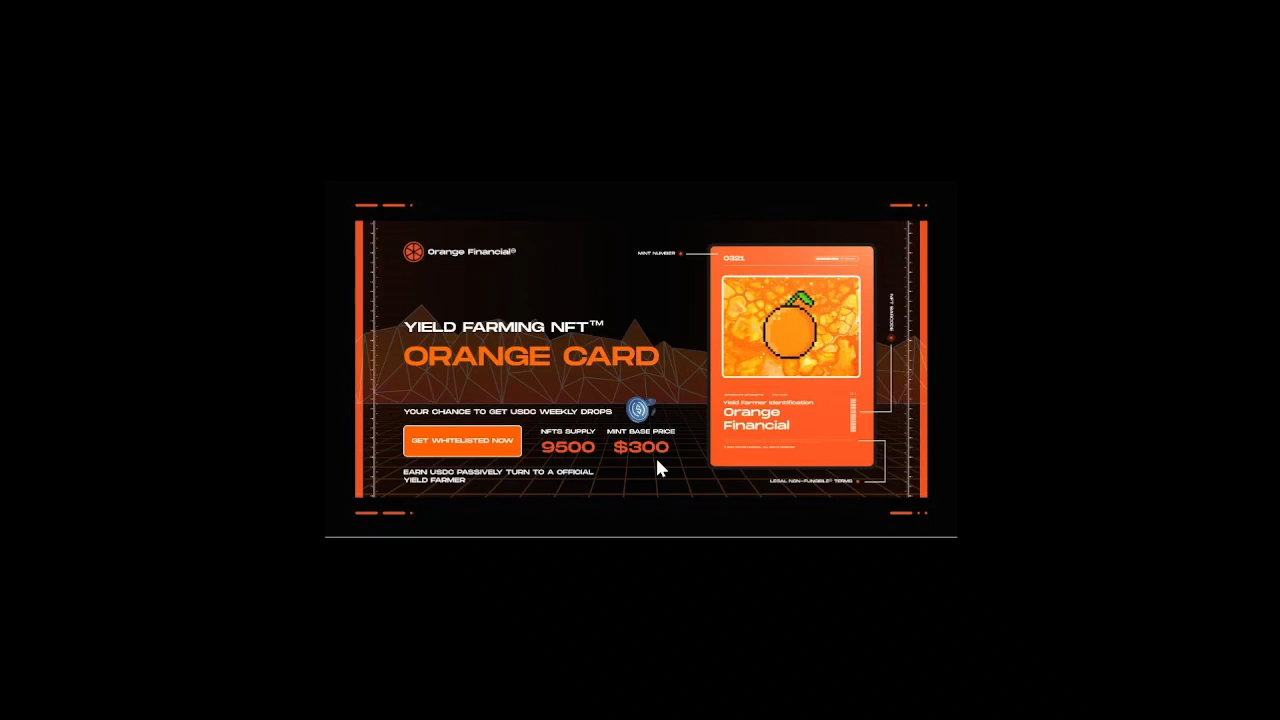 Orange Financial®
MINT NUMBER
0321
NFT BARCODE
YIELD FARMING NFT™
ORANGE CARD
YOUR CHANCE TO GET USDC WEEKLY DROPS
GET WHITELISTED NOW
NFTS SUPPLY
9500
MINT BASE PRICE
$300
EARN USDC PASSIVELY TURN TO A OFFICIAL
YIELD FARMER
Yield Farmer Identification
Orange
Financial
LEGAL NON-FUNGIBLE® TERMS